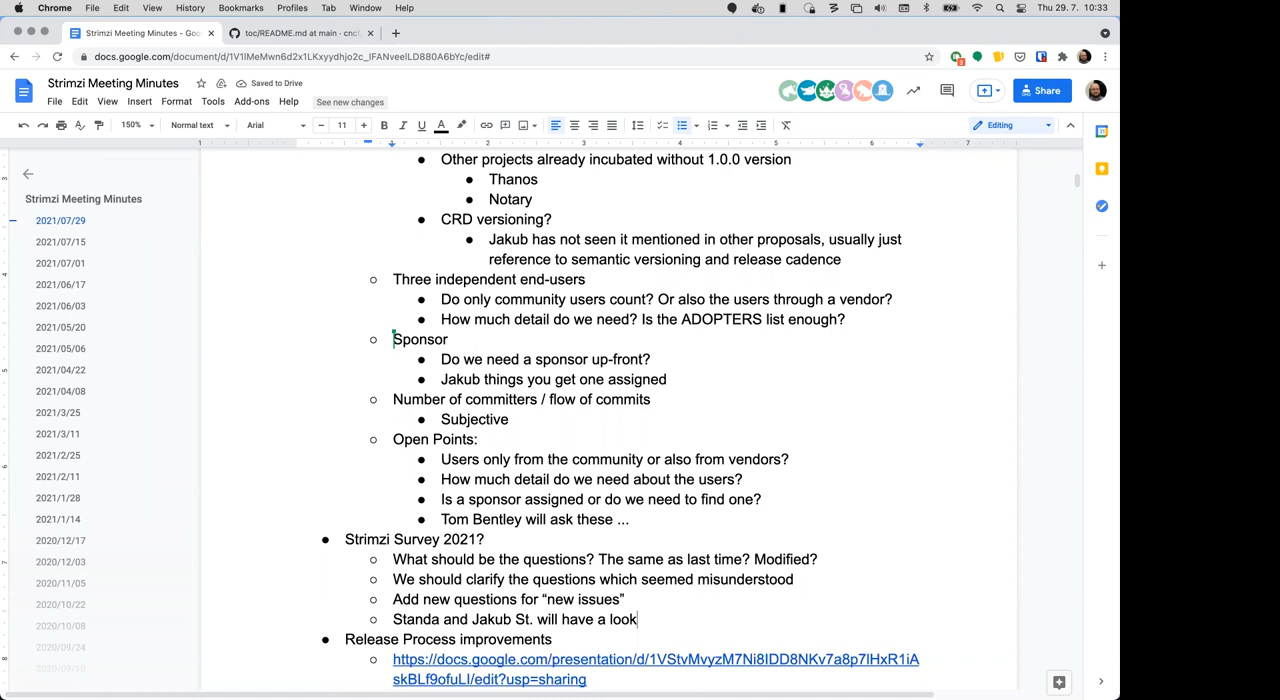 Chrome File Edit View History Bookmarks Profiles Tab Window Help Thu 29. 7. 10:33
Strimzi Meeting Minutes - Goo toc/README.md at main · cnc
docs.google.com/document/d/1V1lMeMwn6d2x1LKxyydhjo2c_lFANveelLD880A6bYc/edit#
Strimzi Meeting Minutes Saved to Drive
File Edit View Insert Format Tools Add-ons Help See new changes
Share
150% Normal text Arial 11 Editing
1 1 2 3 4 5 6 7
Strimzi Meeting Minutes
2021/07/29
2021/07/15
2021/07/01
2021/06/17
2021/06/03
2021/05/20
2021/05/06
2021/04/22
2021/04/08
2021/3/25
2021/3/11
2021/2/25
2021/2/11
2021/1/28
2021/1/14
2020/12/17
2020/12/03
2020/11/05
2020/10/22
2020/10/08
2020/09/24
2020/09/10
● Other projects already incubated without 1.0.0 version
● Thanos
● Notary
● CRD versioning?
● Jakub has not seen it mentioned in other proposals, usually just
reference to semantic versioning and release cadence
○ Three independent end-users
● Do only community users count? Or also the users through a vendor?
● How much detail do we need? Is the ADOPTERS list enough?
○ Sponsor
● Do we need a sponsor up-front?
● Jakub things you get one assigned
○ Number of committers / flow of commits
● Subjective
○ Open Points:
● Users only from the community or also from vendors?
● How much detail do we need about the users?
● Is a sponsor assigned or do we need to find one?
● Tom Bentley will ask these ...
● Strimzi Survey 2021?
○ What should be the questions? The same as last time? Modified?
○ We should clarify the questions which seemed misunderstood
○ Add new questions for “new issues”
○ Standa and Jakub St. will have a look
● Release Process improvements
○ https://docs.google.com/presentation/d/1VStvMvyzM7Ni8IDD8NKv7a8p7lHxR1iA
skBLf9ofuLI/edit?usp=sharing